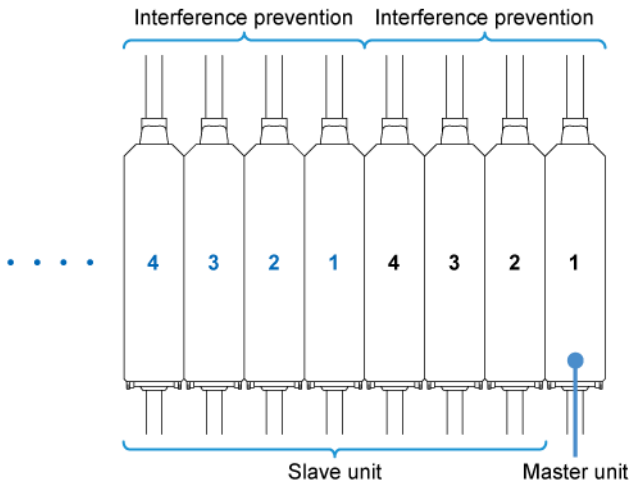 Interference prevention Interference prevention
4 3 2 1 4 3 2 1
Slave unit Master unit